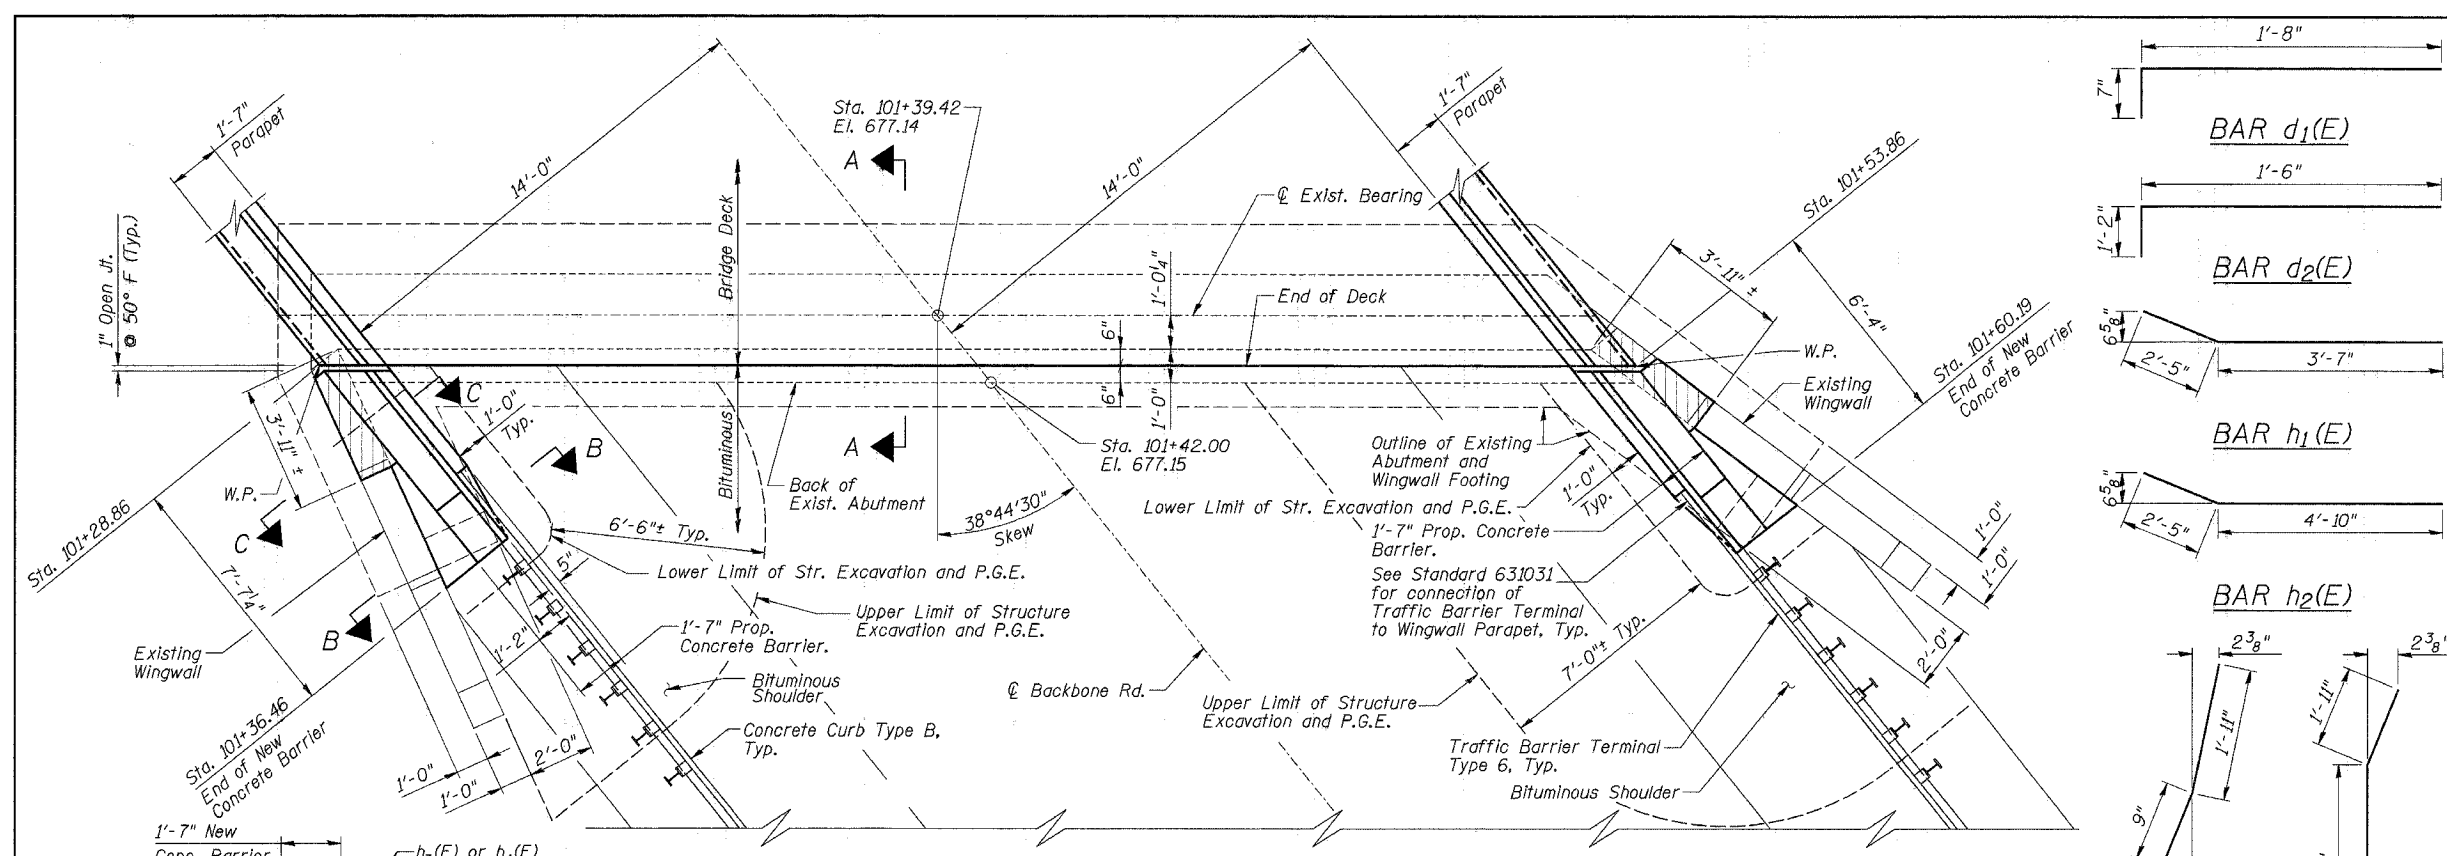 1'-7"
Parapet
14'-0"
Sta. 101+39.42
El. 677.14
A
Bridge Deck
14'-0"
1'-7"
Parapet
℄ Exist. Bearing
Sta. 101+53.86
1" Open Jt.
@ 50° F (Typ.)
1'-0¼"
End of Deck
6"
3'-11" ±
6'-4"
W.P.
Sta. 101+60.19
End of New
Concrete Barrier
Existing
Wingwall
6"
1'-0"
C
1'-0"
Typ.
3'-11" ±
B
Bituminous
A
Back of
Exist. Abutment
Sta. 101+42.00
El. 677.15
38°44'30"
Skew
Outline of Existing
Abutment and
Wingwall Footing
1'-0"
Typ.
Lower Limit of Str. Excavation and P.G.E.
1'-7" Prop. Concrete
Barrier.
See Standard 631031
for connection of
Traffic Barrier Terminal
to Wingwall Parapet, Typ.
1'-0"
1'-0"
2'-0"
7'-0"± Typ.
W.P.
Sta. 101+28.86
C
7'-7¼"
6'-6"± Typ.
5"
Lower Limit of Str. Excavation and P.G.E.
Upper Limit of Structure
Excavation and P.G.E.
B
1'-2"
1'-7" Prop.
Concrete Barrier.
Existing
Wingwall
Bituminous
Shoulder
℄ Backbone Rd.
Upper Limit of Structure
Excavation and P.G.E.
Sta. 101+36.46
End of New
Concrete Barrier
Concrete Curb Type B,
Typ.
1'-0"
1'-0"
2'-0"
Traffic Barrier Terminal
Type 6, Typ.
Bituminous Shoulder
1'-7" New
Conc. Barrier
1'-8"
7"
BAR d1(E)
1'-6"
1'-2"
BAR d2(E)
6⅝"
2'-5"
3'-7"
BAR h1(E)
6⅝"
2'-5"
4'-10"
BAR h2(E)
2⅜"
1'-11"
9"
2⅜"
1'-11"